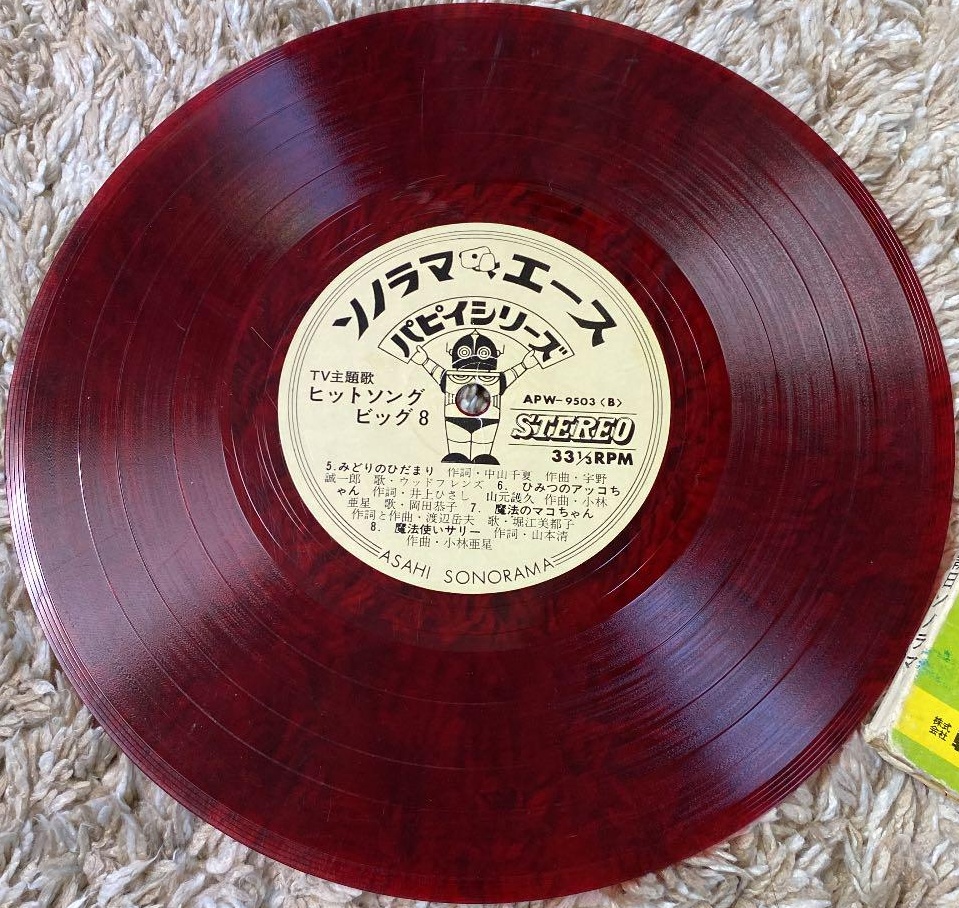 ソノラマエース
パピイシリーズ
TV主題歌
ヒットソング
ビッグ8
APW-9503〈B〉
STEREO
33⅓RPM
5.みどりのひだまり 作詞・中山千夏 作曲・宇野
誠一郎 歌・ウッドフレンズ 6. ひみつのアッコち
ゃん 作詞・井上ひさし 山元護久 作曲・小林
亜星 歌・岡田恭子 7. 魔法のマコちゃん
作詞と作曲・渡辺岳夫 歌・堀江美都子
8. 魔法使いサリー 作詞・山本清
作曲・小林亜星
ASAHI SONORAMA
株式
会社